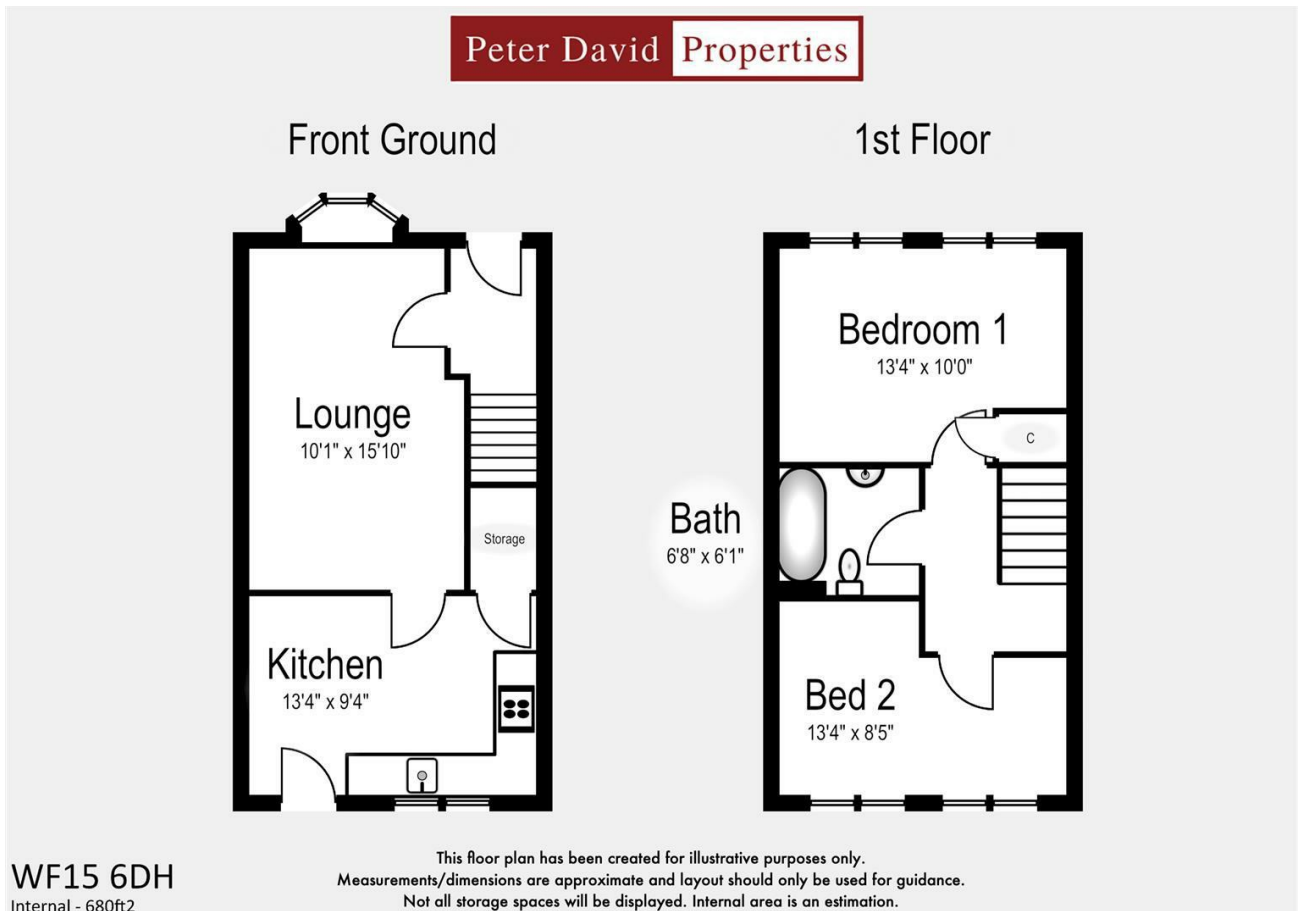 Peter David Properties
Front Ground
1st Floor
Lounge
10'1" x 15'10"
Storage
Kitchen
13'4" x 9'4"
Bedroom 1
13'4" x 10'0"
C
Bath
6'8" x 6'1"
Bed 2
13'4" x 8'5"
WF15 6DH
Internal - 680ft2
This floor plan has been created for illustrative purposes only.
Measurements/dimensions are approximate and layout should only be used for guidance.
Not all storage spaces will be displayed. Internal area is an estimation.